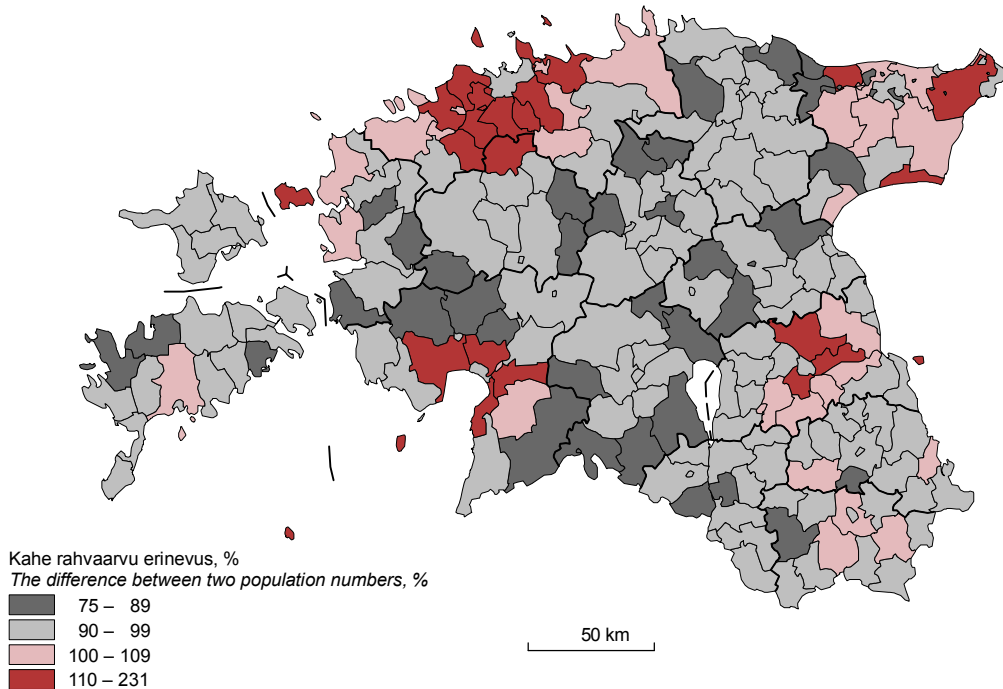 Kahe rahvaarvu erinevus, %
The difference between two population numbers, %
75 – 89
90 – 99
100 – 109
110 – 231
50 km